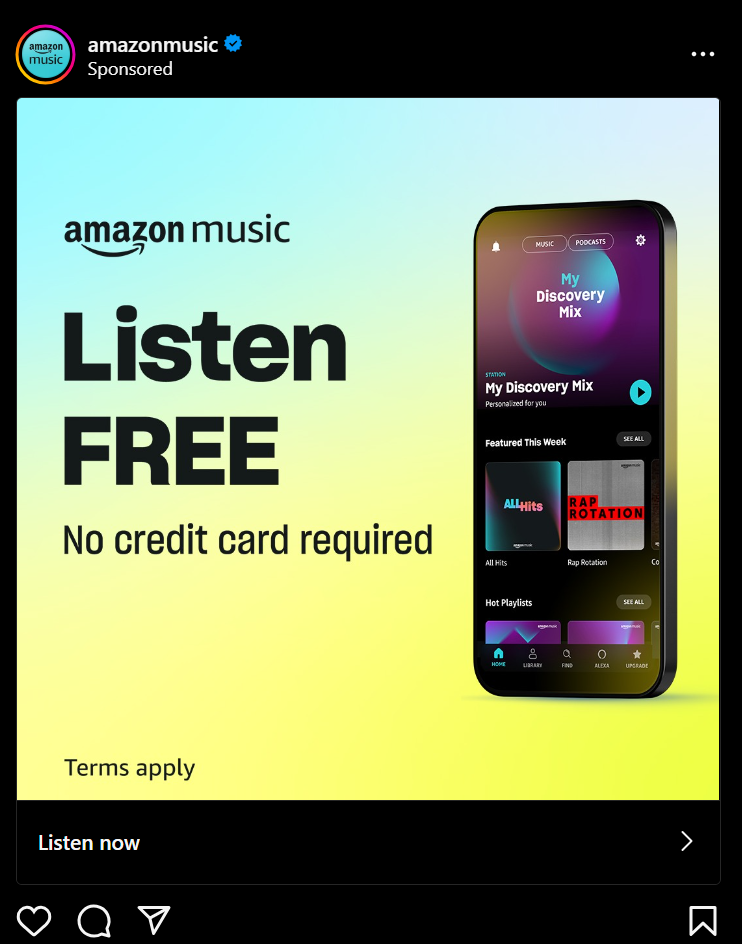 amazon music
amazonmusic
Sponsored
amazon music
Listen
FREE
No credit card required
MUSIC
PODCASTS
My
Discovery
Mix
STATION
My Discovery Mix
Personalized for you
Featured This Week
SEE ALL
ALL Hits
RAP
ROTATION
amazon music
amazon music
All Hits
Rap Rotation
Co
Hot Playlists
SEE ALL
amazon music
amazon music
HOME
LIBRARY
FIND
ALEXA
UPGRADE
Terms apply
Listen now